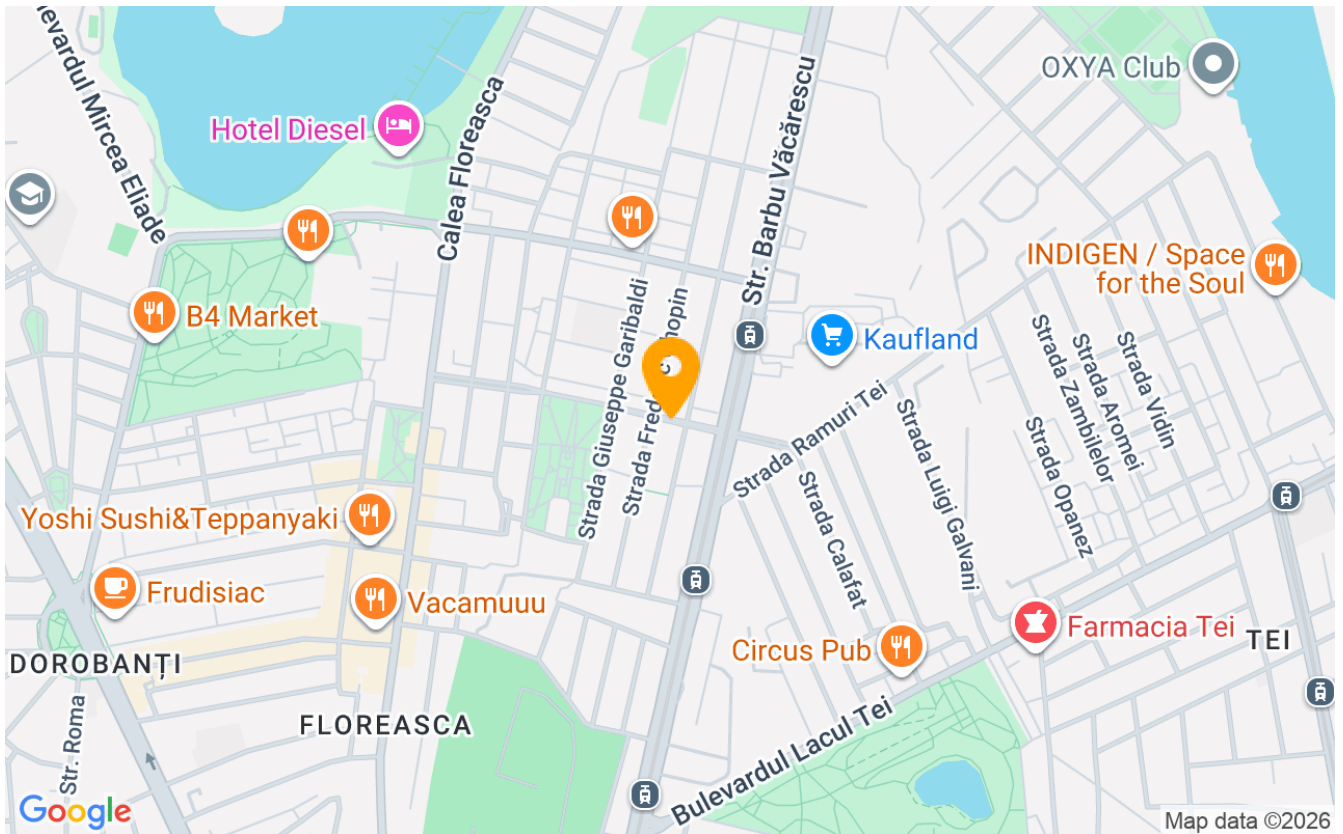 Bulevardul Mircea Eliade
Hotel Diesel
Calea Floreasca
Str. Barbu Văcărescu
OXYA Club
INDIGEN / Space
for the Soul
B4 Market
Strada Giuseppe Garibaldi
Kaufland
Strada Ramuri Tei
Strada Luigi Galvani
Strada Zambilelor
Strada Aromei
Strada Vidin
Strada Opanez
Strada Calafat
Yoshi Sushi&Teppanyaki
Frudisiac
Vacamuuu
Circus Pub
Farmacia Tei
TEI
DOROBANȚI
FLOREASCA
Str. Roma
Bulevardul Lacul Tei
Google
Map data ©2026